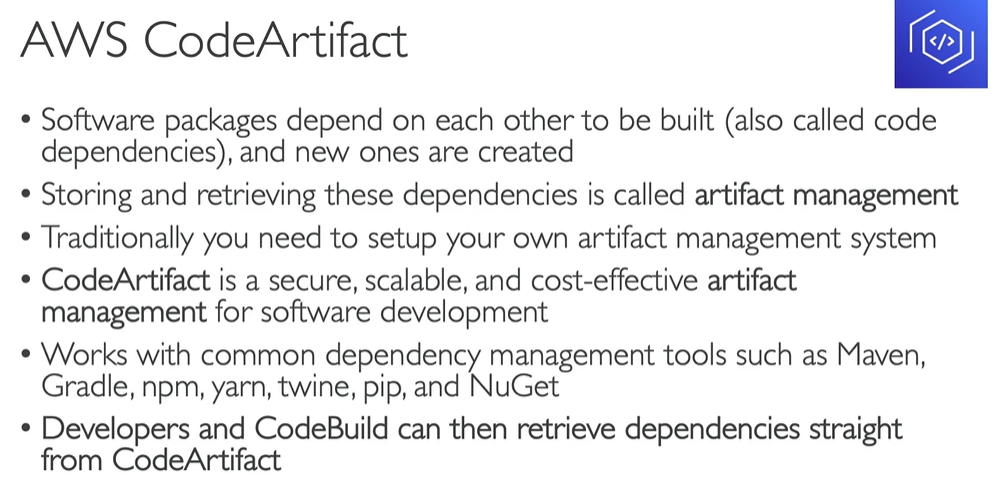 AWS CodeArtifact
</>
• Software packages depend on each other to be built (also called code
dependencies), and new ones are created
• Storing and retrieving these dependencies is called artifact management
• Traditionally you need to setup your own artifact management system
• CodeArtifact is a secure, scalable, and cost-effective artifact
management for software development
• Works with common dependency management tools such as Maven,
Gradle, npm, yarn, twine, pip, and NuGet
• Developers and CodeBuild can then retrieve dependencies straight
from CodeArtifact